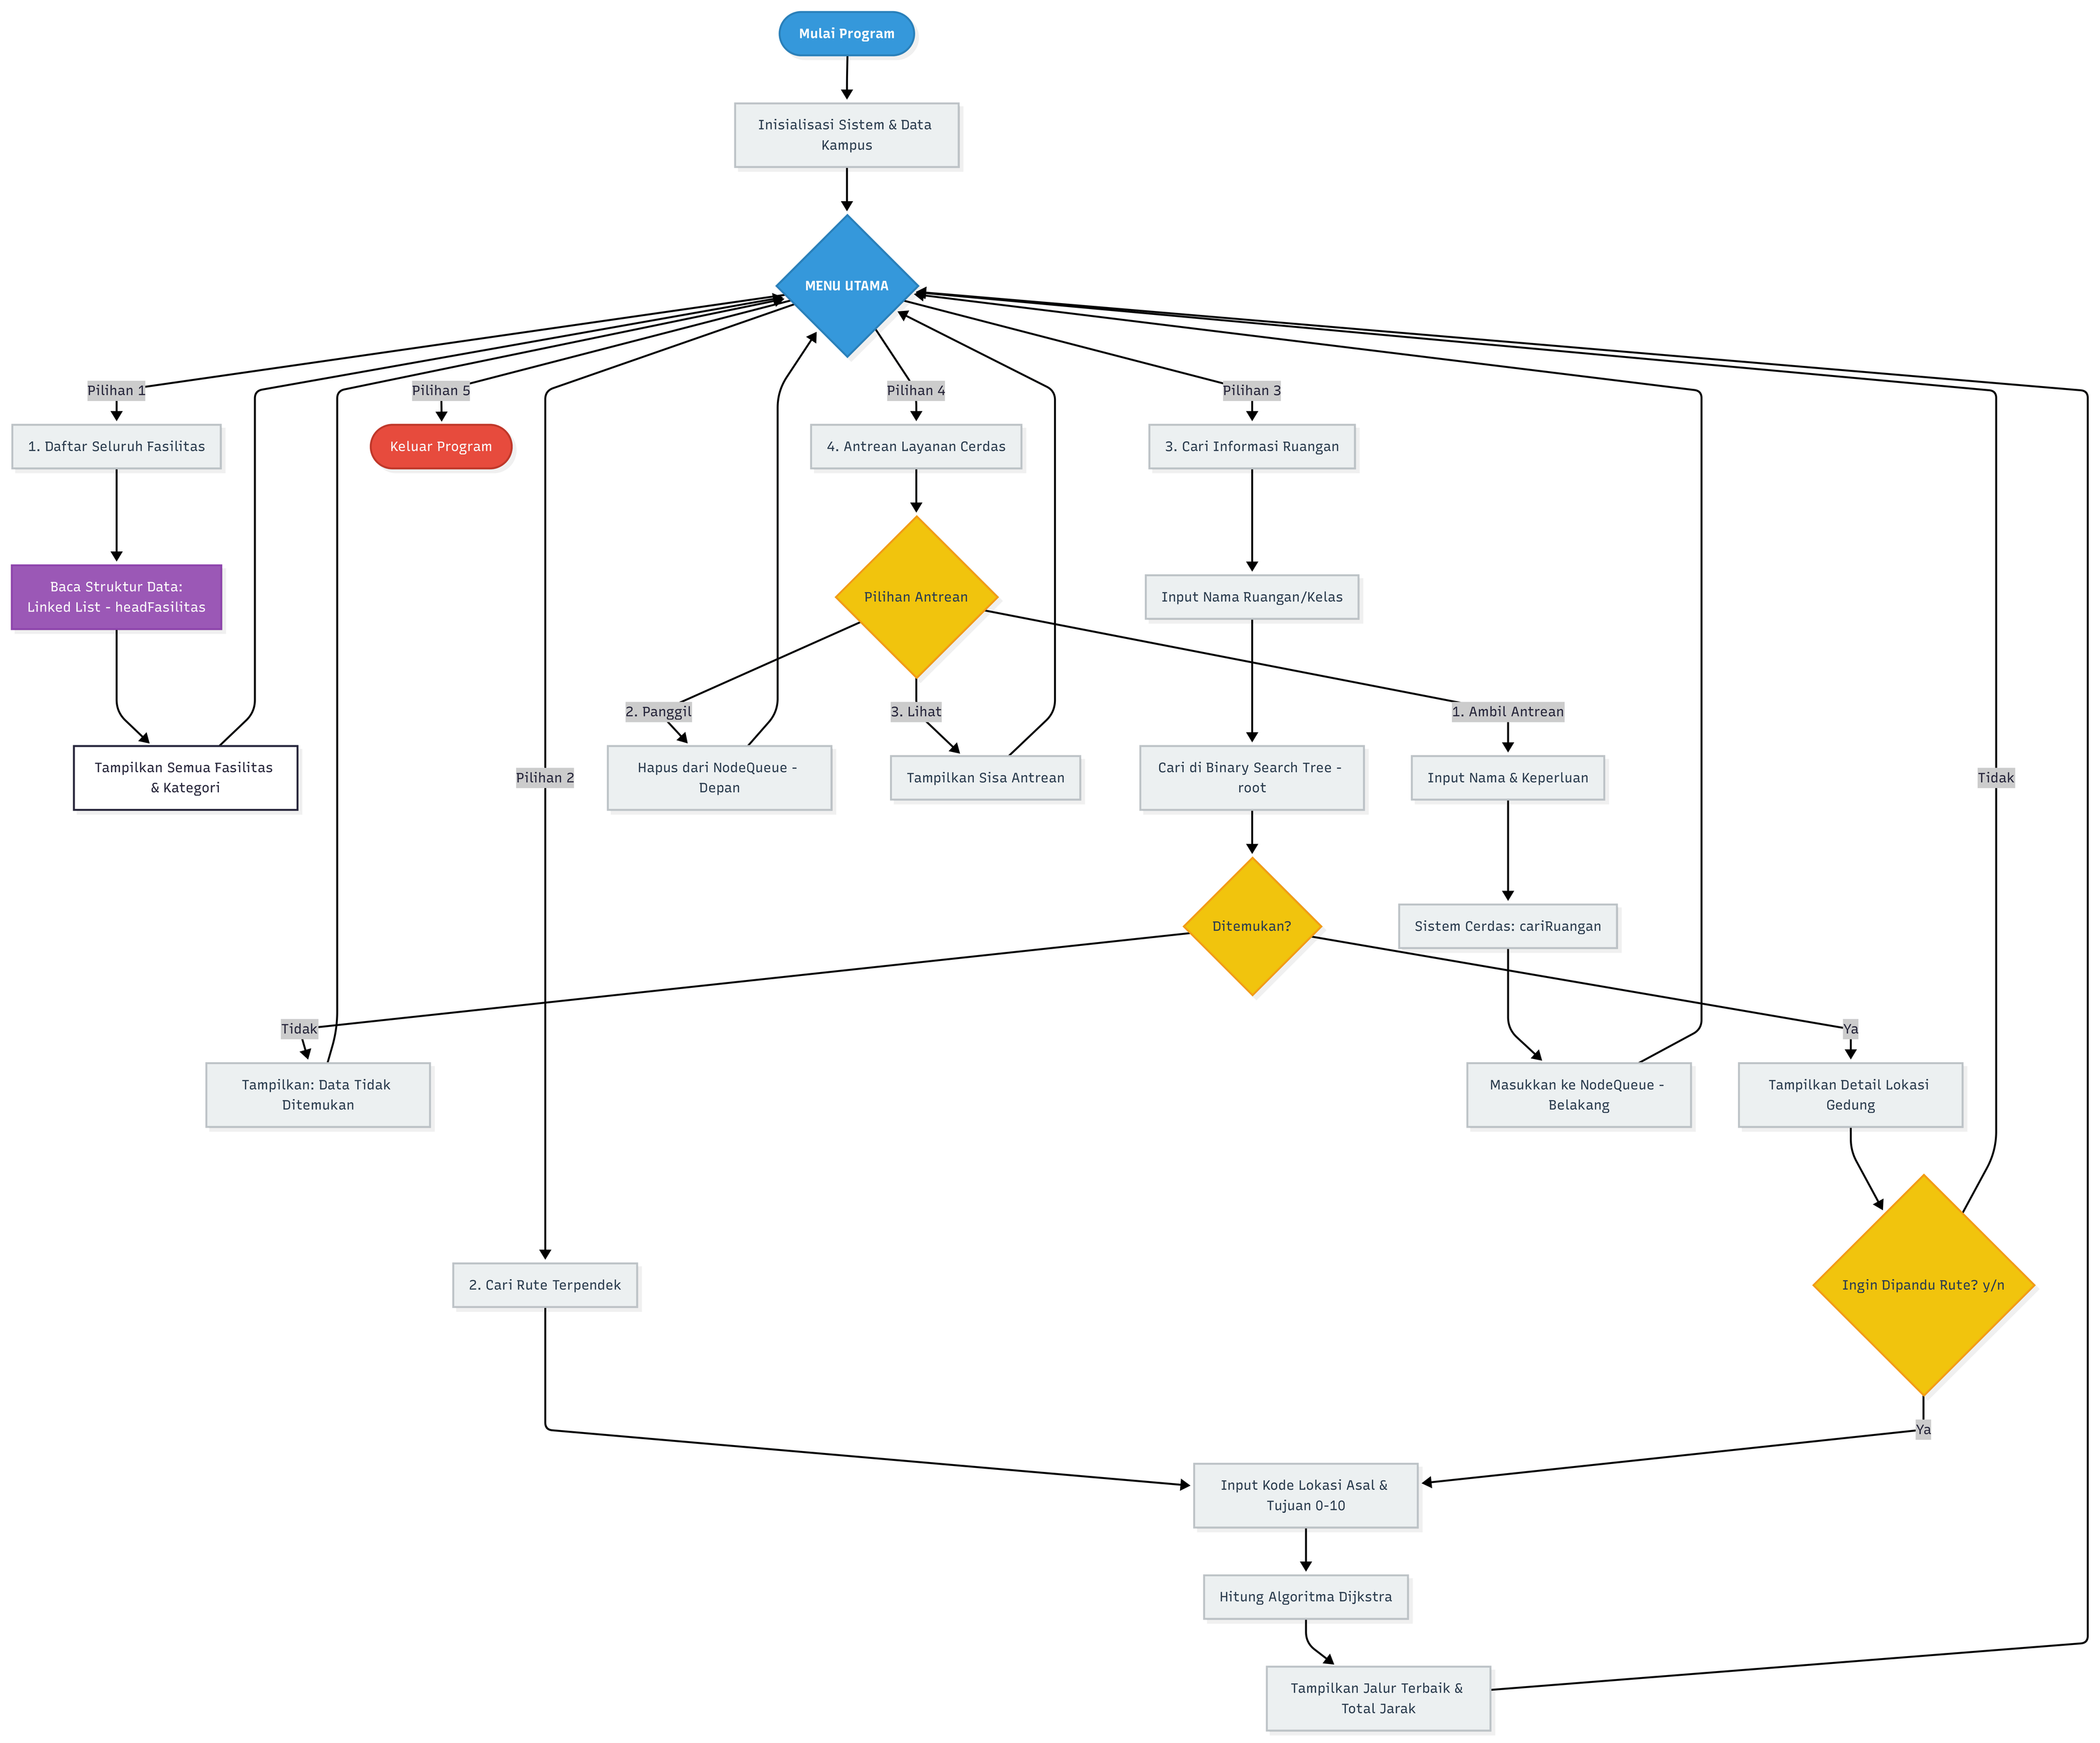 Mulai Program
Inisialisasi Sistem & Data
Kampus
MENU UTAMA
Pilihan 1
Pilihan 5
Pilihan 4
Pilihan 3
1. Daftar Seluruh Fasilitas
Keluar Program
4. Antrean Layanan Cerdas
3. Cari Informasi Ruangan
Baca Struktur Data:
Linked List - headFasilitas
Pilihan Antrean
Input Nama Ruangan/Kelas
2. Panggil
3. Lihat
1. Ambil Antrean
Tampilkan Semua Fasilitas
& Kategori
Pilihan 2
Hapus dari NodeQueue -
Depan
Tampilkan Sisa Antrean
Cari di Binary Search Tree -
root
Input Nama & Keperluan
Tidak
Ditemukan?
Sistem Cerdas: cariRuangan
Tidak
Ya
Tampilkan: Data Tidak
Ditemukan
Masukkan ke NodeQueue -
Belakang
Tampilkan Detail Lokasi
Gedung
2. Cari Rute Terpendek
Ingin Dipandu Rute? y/n
Ya
Input Kode Lokasi Asal &
Tujuan 0-10
Hitung Algoritma Dijkstra
Tampilkan Jalur Terbaik &
Total Jarak